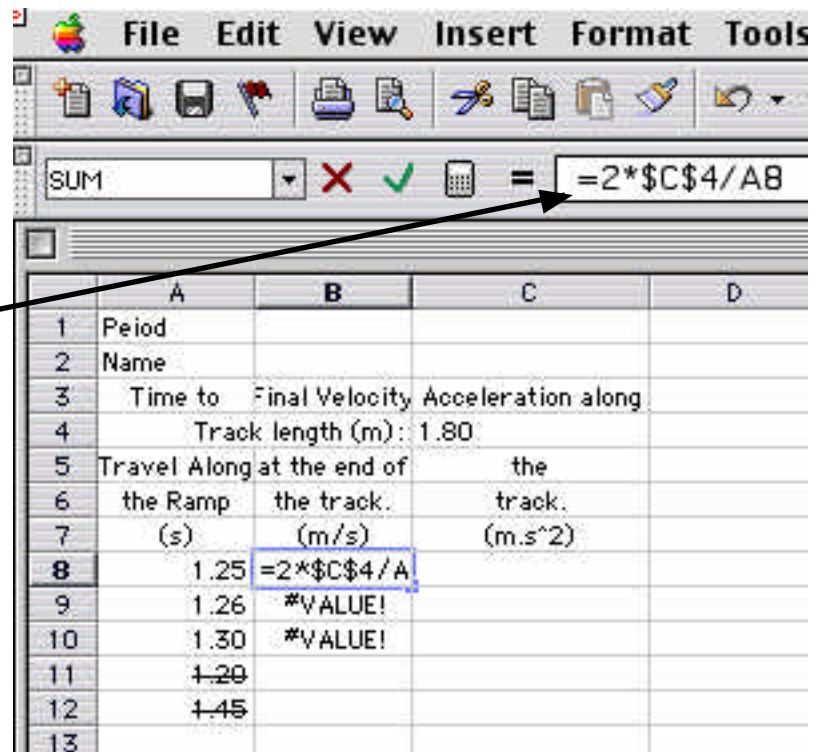 File Edit View Insert Format Tools
SUM = =2*$C$4/A8
A B C D
1 Peiod
2 Name
3 Time to Final Velocity Acceleration along
4 Track length (m): 1.80
5 Travel Along at the end of the
6 the Ramp the track. track.
7 (s) (m/s) (m.s^2)
8 1.25 =2*$C$4/A
9 1.26 #VALUE!
10 1.30 #VALUE!
11 1.20
12 1.45
13